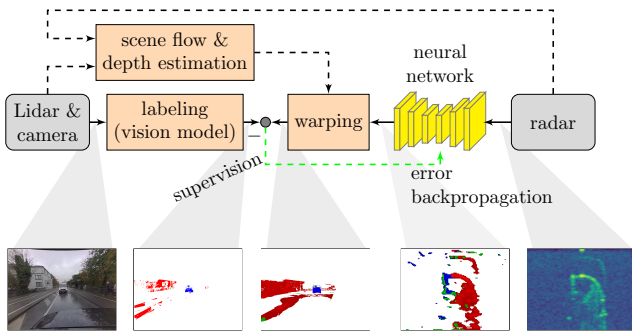 scene flow &
depth estimation
neural
network
Lidar &
camera
labeling
(vision model)
−
warping
radar
supervision
error
backpropagation